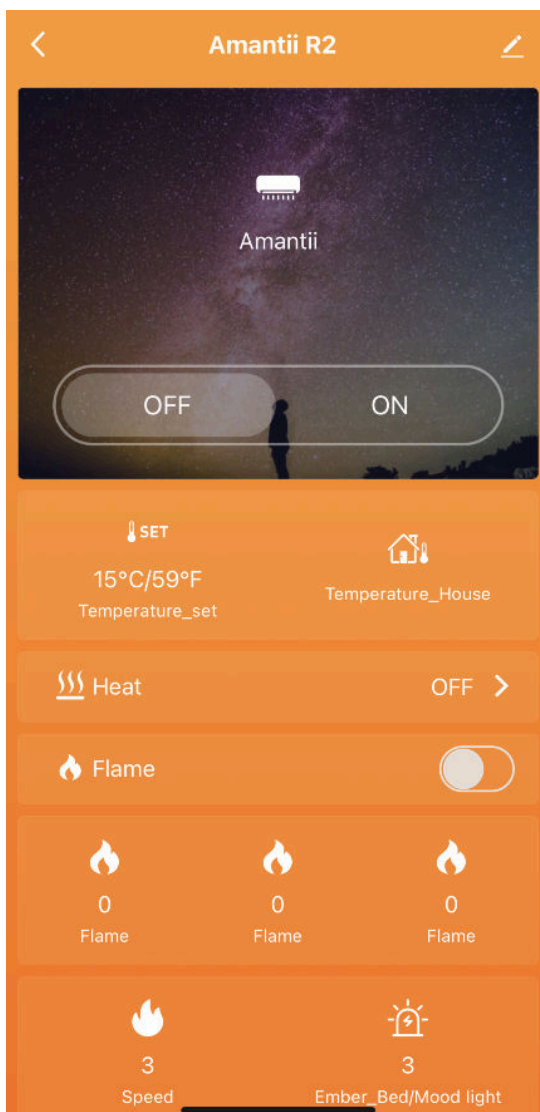 Amantii R2
Amantii
OFF ON
SET
15°C/59°F
Temperature_set
Temperature_House
Heat OFF
Flame
0 0 0
Flame Flame Flame
3 3
Speed Ember_Bed/Mood light